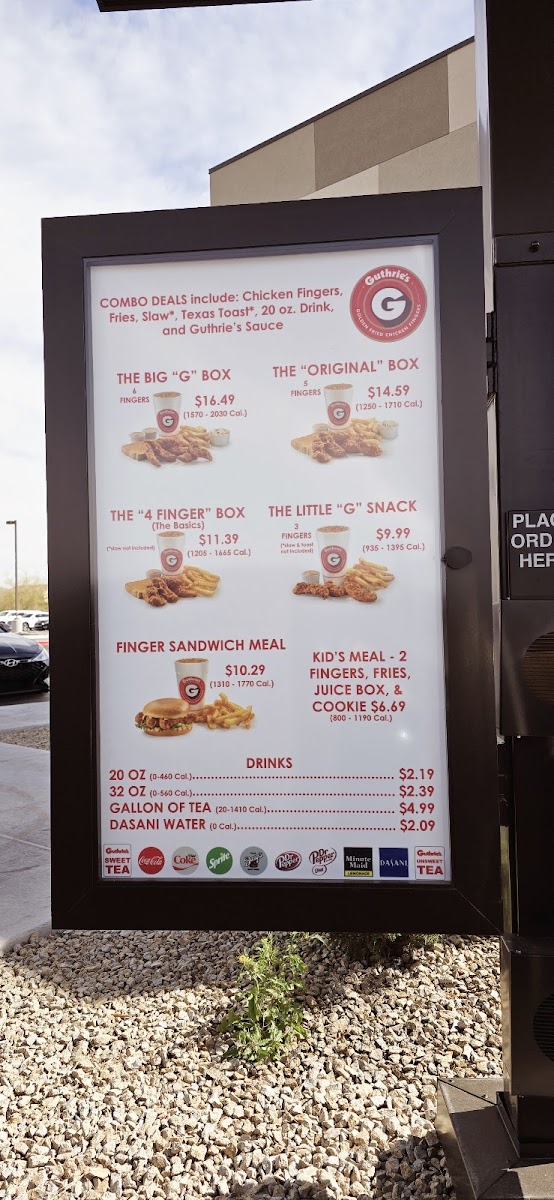 COMBO DEALS include: Chicken Fingers,
Fries, Slaw*, Texas Toast*, 20 oz. Drink,
and Guthrie's Sauce
Guthrie's
G
GOLDEN FRIED CHICKEN FINGERS
THE BIG "G" BOX
6
FINGERS
$16.49
(1570 - 2030 Cal.)
G
THE "ORIGINAL" BOX
5
FINGERS
$14.59
(1250 - 1710 Cal.)
G
THE "4 FINGER" BOX
(The Basics)
(*slaw not included)
$11.39
(1205 - 1665 Cal.)
G
THE LITTLE "G" SNACK
3
FINGERS
(*slaw & toast
not included)
$9.99
(935 - 1395 Cal.)
G
FINGER SANDWICH MEAL
$10.29
(1310 - 1770 Cal.)
G
KID'S MEAL - 2
FINGERS, FRIES,
JUICE BOX, &
COOKIE $6.69
(800 - 1190 Cal.)
DRINKS
20 OZ (0-460 Cal.)........ $2.19
32 OZ (0-560 Cal.)........ $2.39
GALLON OF TEA (20-1410 Cal.)........ $4.99
DASANI WATER (0 Cal.)........ $2.09
Guthrie's
SWEET
TEA
Coca-Cola
Coke
Sprite
Dr Pepper
Dr Pepper
Diet
Minute
Maid
LEMONADE
DASANI
Guthrie's
UNSWEET
TEA
PLAC
ORD
HER